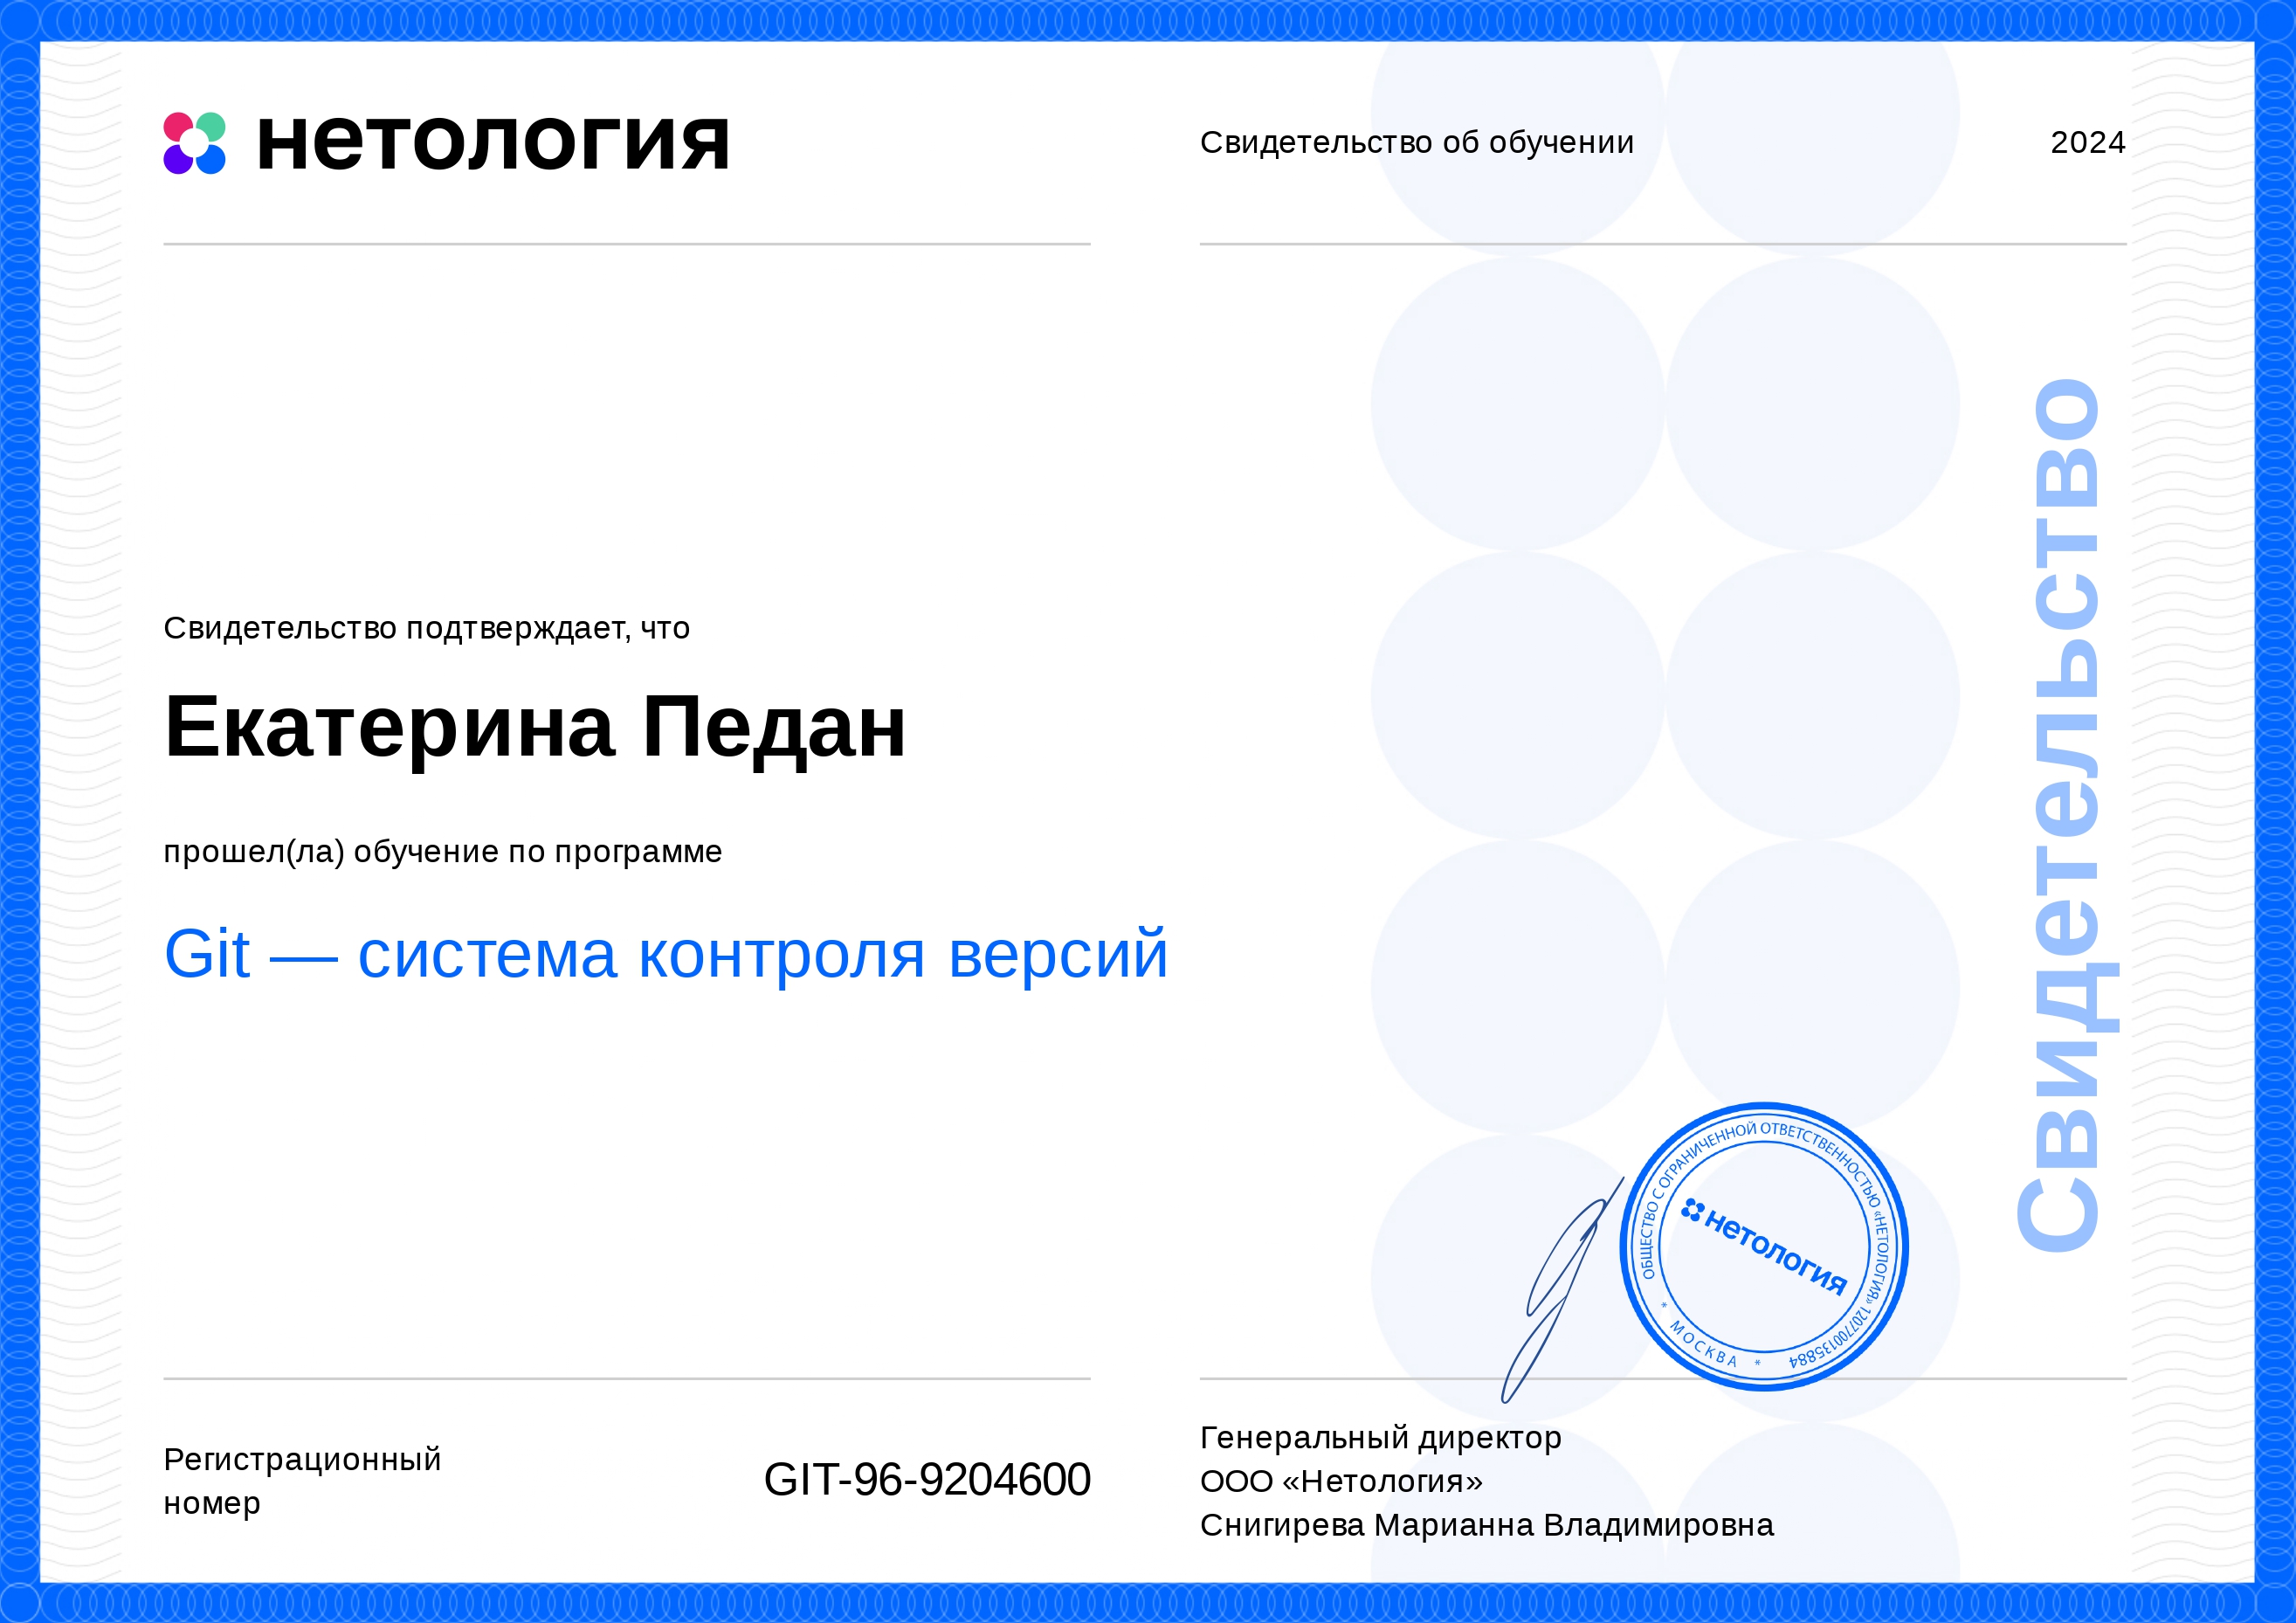 нетология
Свидетельство об обучении
2024
Свидетельство подтверждает, что
Екатерина Педан
прошел(ла) обучение по программе
Git — система контроля версий
Свидетельство
ОБЩЕСТВО С ОГРАНИЧЕННОЙ ОТВЕТСТВЕННОСТЬЮ «НЕТОЛОГИЯ» 1207700135884
* МОСКВА *
нетология
Регистрационный
номер
GIT-96-9204600
Генеральный директор
ООО «Нетология»
Снигирева Марианна Владимировна